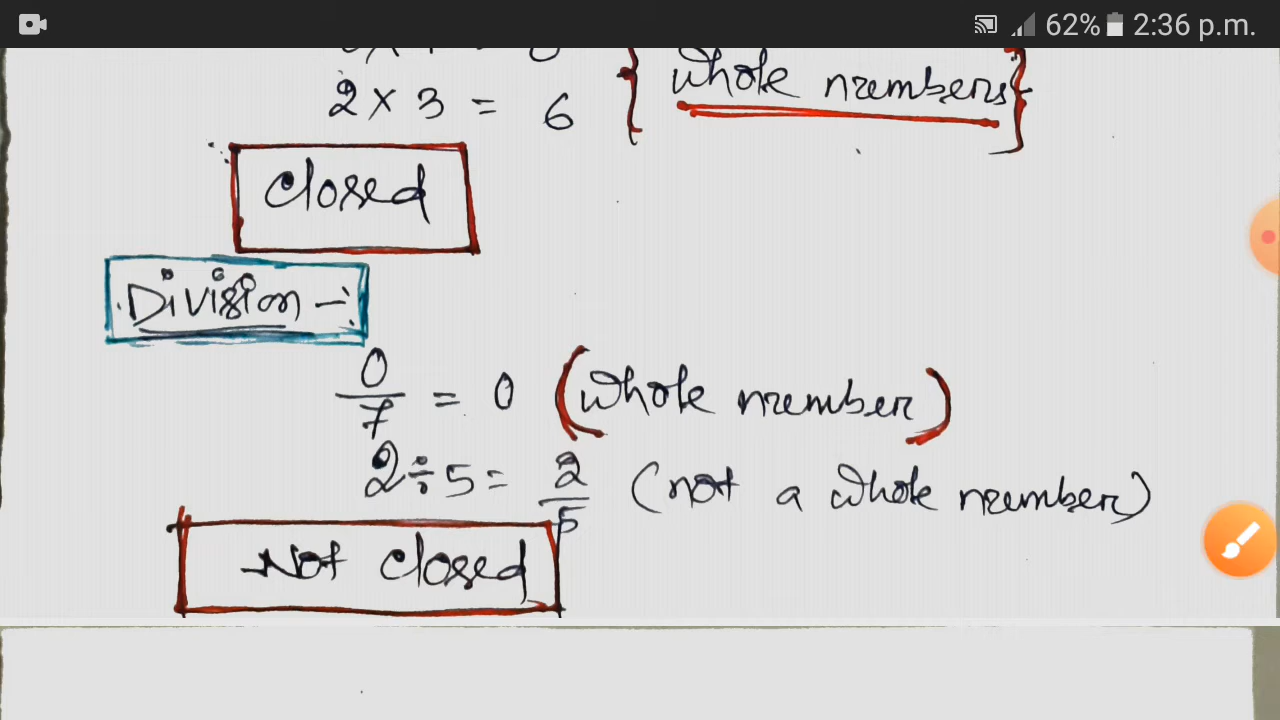 62% 2:36 p.m.
2 × 3 = 6 } whole numbers }
Closed
Division -:
0/7 = 0 (whole number)
2 ÷ 5 = 2/5 (not a whole number)
Not closed